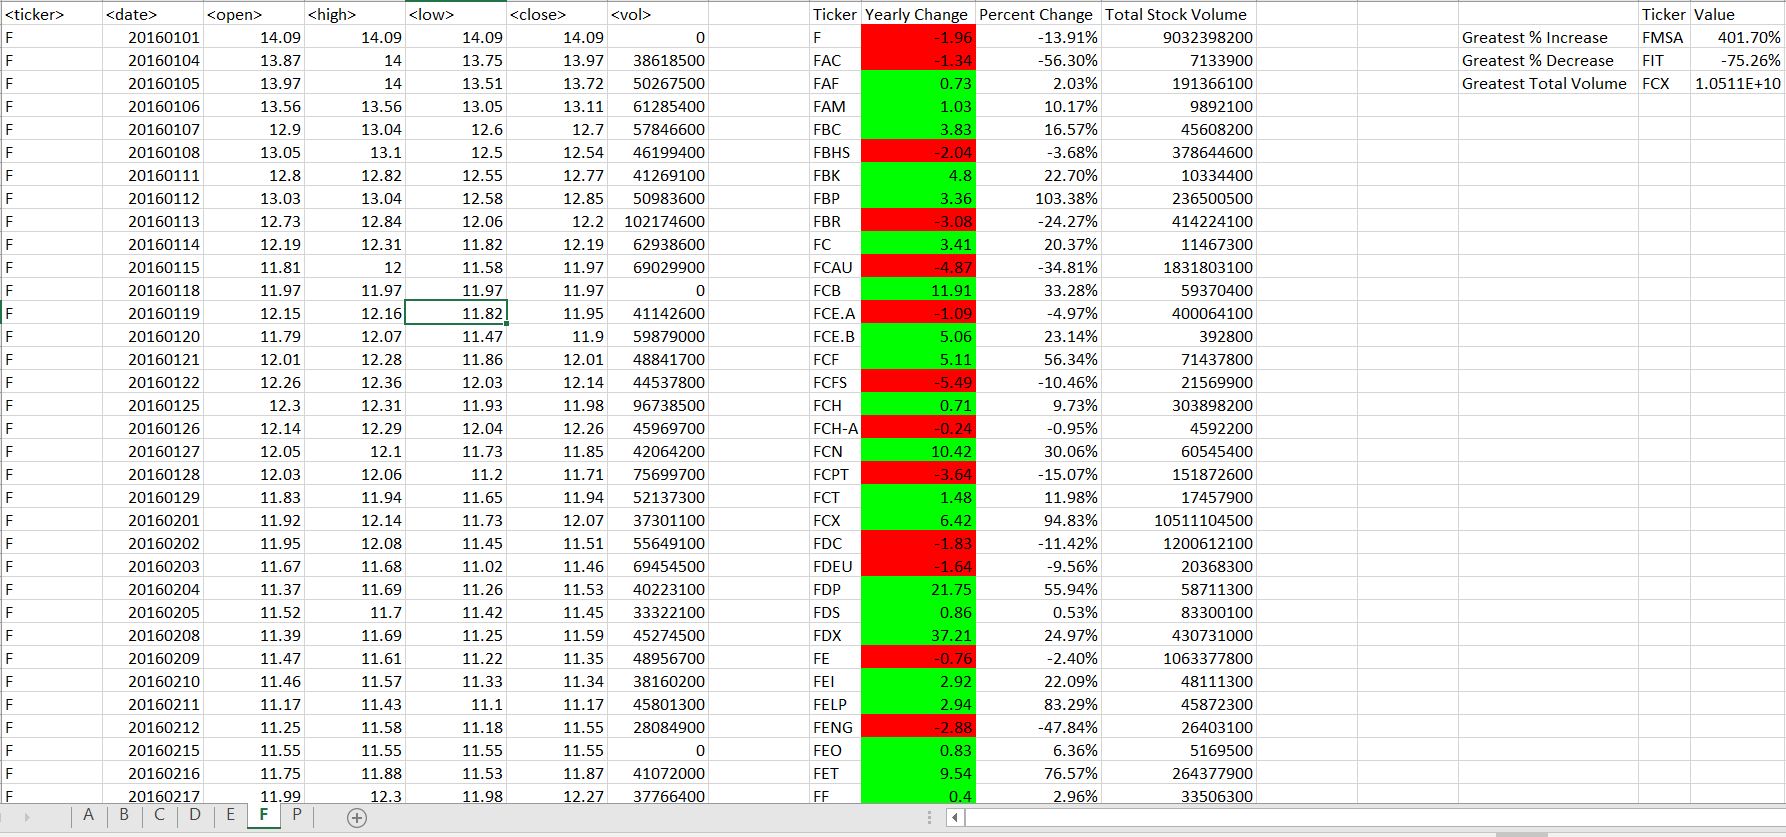 <ticker> <date> <open> <high> <low> <close> <vol> Ticker Yearly Change Percent Change Total Stock Volume Ticker Value
F 20160101 14.09 14.09 14.09 14.09 0 F -1.96 -13.91% 9032398200 Greatest % Increase FMSA 401.70%
F 20160104 13.87 14 13.75 13.97 38618500 FAC -1.34 -56.30% 7133900 Greatest % Decrease FIT -75.26%
F 20160105 13.97 14 13.51 13.72 50267500 FAF 0.73 2.03% 191366100 Greatest Total Volume FCX 1.0511E+10
F 20160106 13.56 13.56 13.05 13.11 61285400 FAM 1.03 10.17% 9892100
F 20160107 12.9 13.04 12.6 12.7 57846600 FBC 3.83 16.57% 45608200
F 20160108 13.05 13.1 12.5 12.54 46199400 FBHS -2.04 -3.68% 378644600
F 20160111 12.8 12.82 12.55 12.77 41269100 FBK 4.8 22.70% 10334400
F 20160112 13.03 13.04 12.58 12.85 50983600 FBP 3.36 103.38% 236500500
F 20160113 12.73 12.84 12.06 12.2 102174600 FBR -3.08 -24.27% 414224100
F 20160114 12.19 12.31 11.82 12.19 62938600 FC 3.41 20.37% 11467300
F 20160115 11.81 12 11.58 11.97 69029900 FCAU -4.87 -34.81% 1831803100
F 20160118 11.97 11.97 11.97 11.97 0 FCB 11.91 33.28% 59370400
F 20160119 12.15 12.16 11.82 11.95 41142600 FCE.A -1.09 -4.97% 400064100
F 20160120 11.79 12.07 11.47 11.9 59879000 FCE.B 5.06 23.14% 392800
F 20160121 12.01 12.28 11.86 12.01 48841700 FCF 5.11 56.34% 71437800
F 20160122 12.26 12.36 12.03 12.14 44537800 FCFS -5.49 -10.46% 21569900
F 20160125 12.3 12.31 11.93 11.98 96738500 FCH 0.71 9.73% 303898200
F 20160126 12.14 12.29 12.04 12.26 45969700 FCH-A -0.24 -0.95% 4592200
F 20160127 12.05 12.1 11.73 11.85 42064200 FCN 10.42 30.06% 60545400
F 20160128 12.03 12.06 11.2 11.71 75699700 FCPT -3.64 -15.07% 151872600
F 20160129 11.83 11.94 11.65 11.94 52137300 FCT 1.48 11.98% 17457900
F 20160201 11.92 12.14 11.73 12.07 37301100 FCX 6.42 94.83% 10511104500
F 20160202 11.95 12.08 11.45 11.51 55649100 FDC -1.83 -11.42% 1200612100
F 20160203 11.67 11.68 11.02 11.46 69454500 FDEU -1.64 -9.56% 20368300
F 20160204 11.37 11.69 11.26 11.53 40223100 FDP 21.75 55.94% 58711300
F 20160205 11.52 11.7 11.42 11.45 33322100 FDS 0.86 0.53% 83300100
F 20160208 11.39 11.69 11.25 11.59 45274500 FDX 37.21 24.97% 430731000
F 20160209 11.47 11.61 11.22 11.35 48956700 FE -0.76 -2.40% 1063377800
F 20160210 11.46 11.57 11.33 11.34 38160200 FEI 2.92 22.09% 48111300
F 20160211 11.17 11.43 11.1 11.17 45801300 FELP 2.94 83.29% 45872300
F 20160212 11.25 11.58 11.18 11.55 28084900 FENG -2.88 -47.84% 26403100
F 20160215 11.55 11.55 11.55 11.55 0 FEO 0.83 6.36% 5169500
F 20160216 11.75 11.88 11.53 11.87 41072000 FET 9.54 76.57% 264377900
F 20160217 11.99 12.3 11.98 12.27 37766400 FF 0.4 2.96% 33506300
A B C D E F P